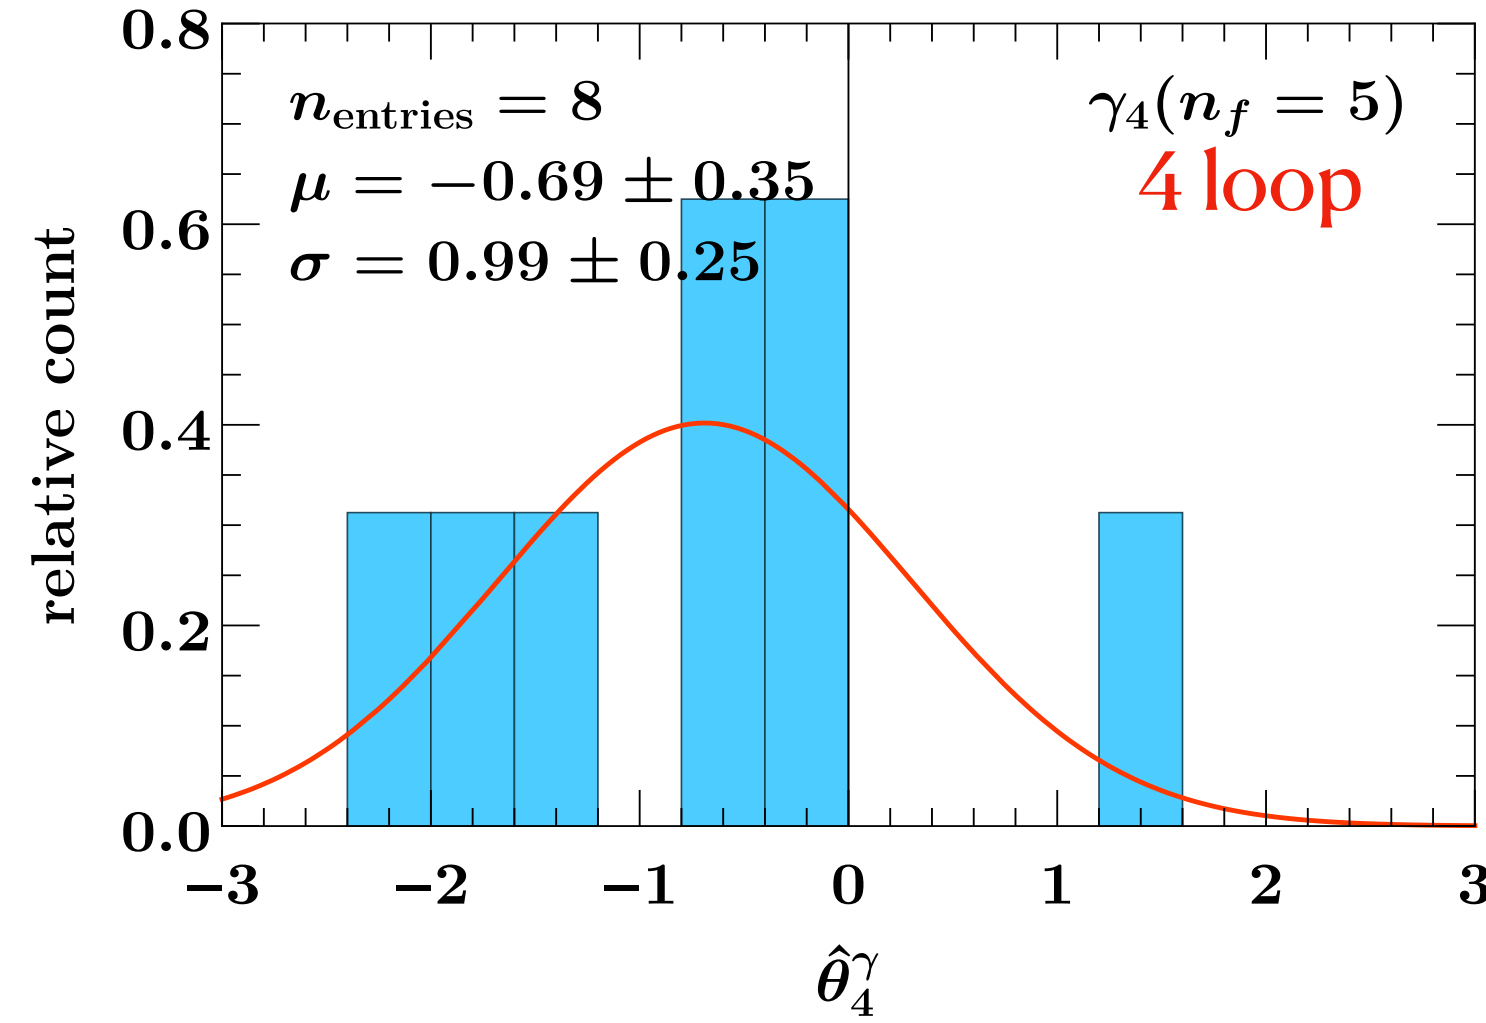 0.8
0.6
0.4
0.2
0.0
relative count
n_entries = 8
μ = −0.69 ± 0.35
σ = 0.99 ± 0.25
γ₄(n_f = 5)
4 loop
−3 −2 −1 0 1 2 3
θ̂₄^γ